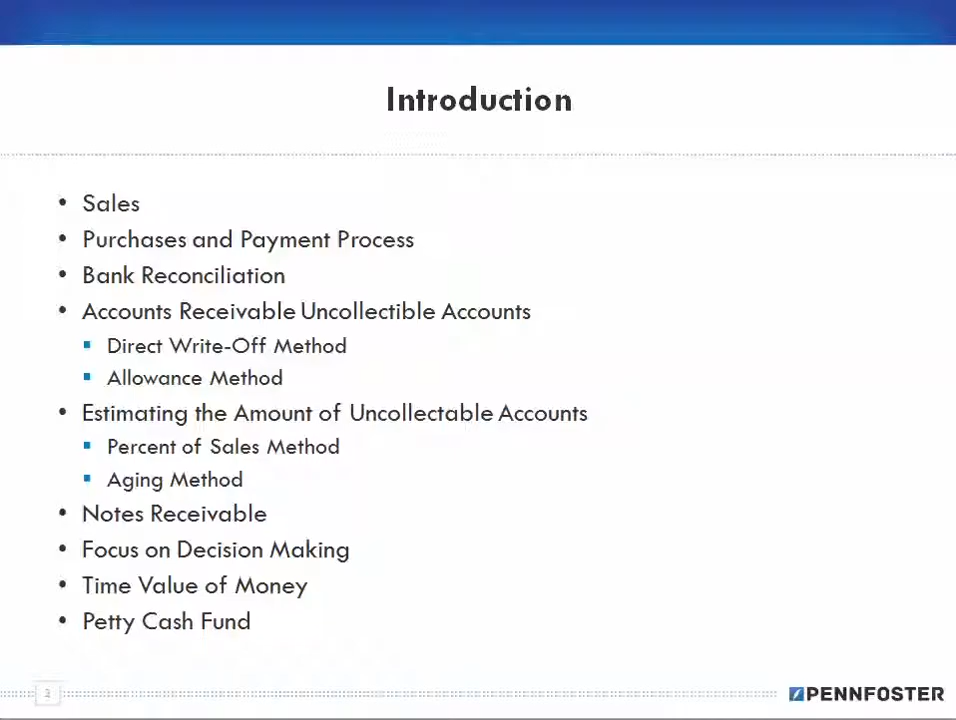 Introduction
• Sales
• Purchases and Payment Process
• Bank Reconciliation
• Accounts Receivable Uncollectible Accounts
▪ Direct Write-Off Method
▪ Allowance Method
• Estimating the Amount of Uncollectable Accounts
▪ Percent of Sales Method
▪ Aging Method
• Notes Receivable
• Focus on Decision Making
• Time Value of Money
• Petty Cash Fund
PENNFOSTER